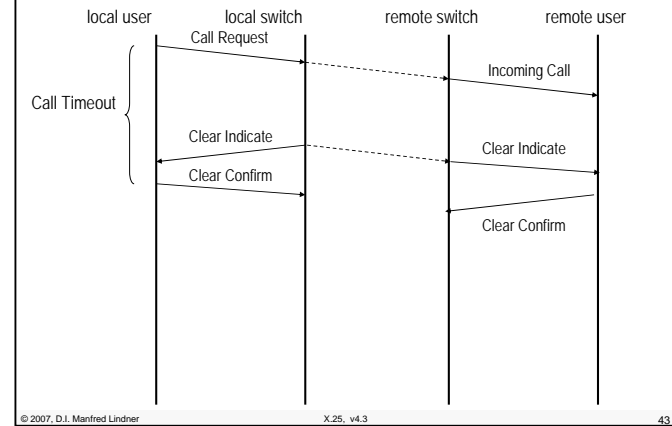 local user local switch remote switch remote user
Call Request
Incoming Call
Call Timeout
Clear Indicate
Clear Indicate
Clear Confirm
Clear Confirm
© 2007, D.I. Manfred Lindner X.25, v4.3 43